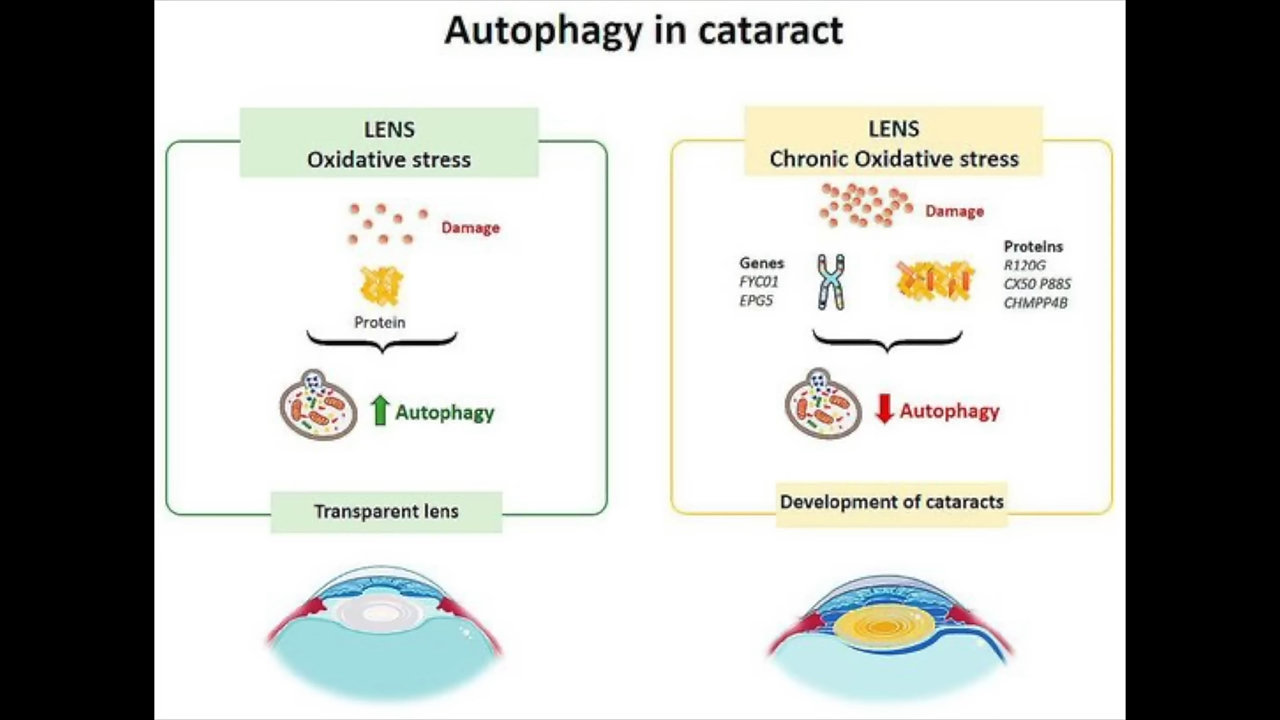 Autophagy in cataract
LENS
Oxidative stress
Damage
Protein
Autophagy
Transparent lens
LENS
Chronic Oxidative stress
Damage
Genes
FYCO1
EPG5
Proteins
R120G
CX50 P88S
CHMPP4B
Autophagy
Development of cataracts